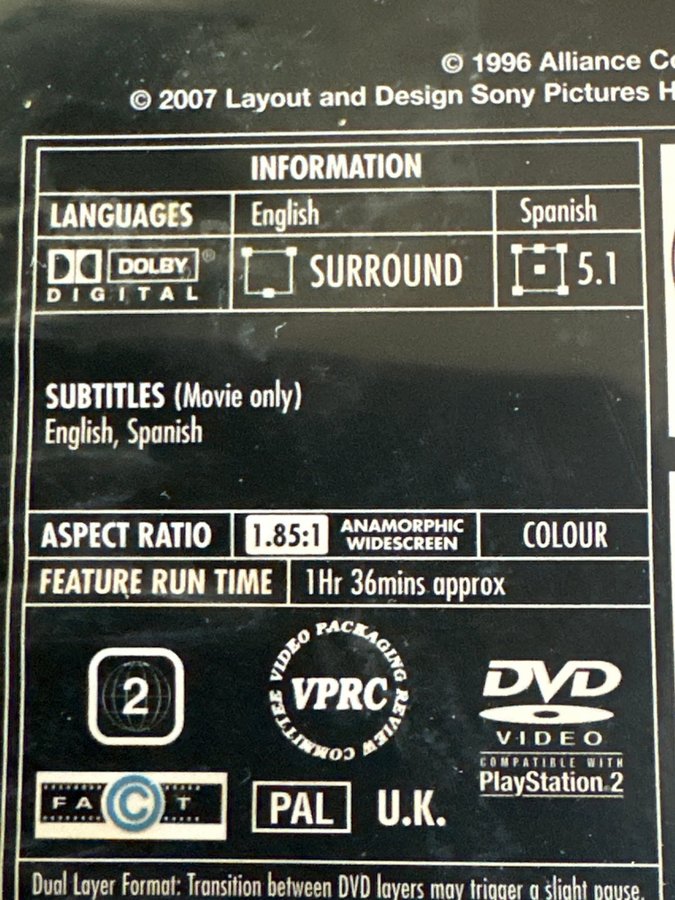 © 1996 Alliance
© 2007 Layout and Design Sony Pictures
INFORMATION
LANGUAGES English Spanish
DOLBY® DIGITAL SURROUND 5.1
SUBTITLES (Movie only)
English, Spanish
ASPECT RATIO 1.85:1 ANAMORPHIC WIDESCREEN COLOUR
FEATURE RUN TIME 1Hr 36mins approx
2
VIDEO PACKAGING REVIEW COMMITTEE
VPRC
DVD
VIDEO
COMPATIBLE WITH
PlayStation.2
FACT
PAL U.K.
Dual Layer Format: Transition between DVD layers may trigger a slight pause.